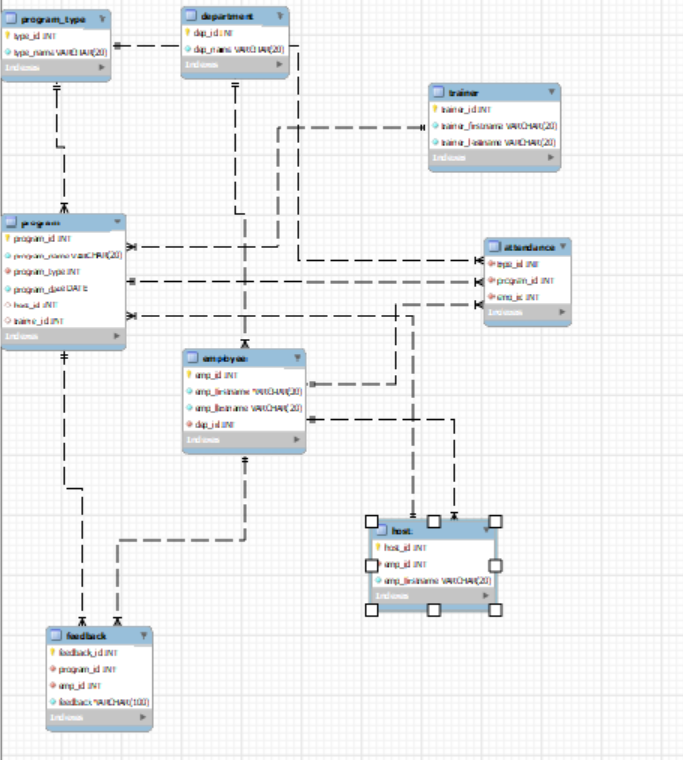 program_type
type_id INT
type_name VARCHAR(20)
Indexes
department
dep_id INT
dep_name VARCHAR(20)
Indexes
trainer
trainer_id INT
trainer_firstname VARCHAR(20)
trainer_lastname VARCHAR(20)
Indexes
program
program_id INT
program_name VARCHAR(20)
program_type INT
program_date DATE
host_id INT
trainer_id INT
Indexes
attendance
type_id INT
program_id INT
emp_id INT
Indexes
employee
emp_id INT
emp_firstname VARCHAR(20)
emp_lastname VARCHAR(20)
dep_id INT
Indexes
host
host_id INT
emp_id INT
emp_firstname VARCHAR(20)
Indexes
feedback
feedback_id INT
program_id INT
emp_id INT
feedback VARCHAR(100)
Indexes